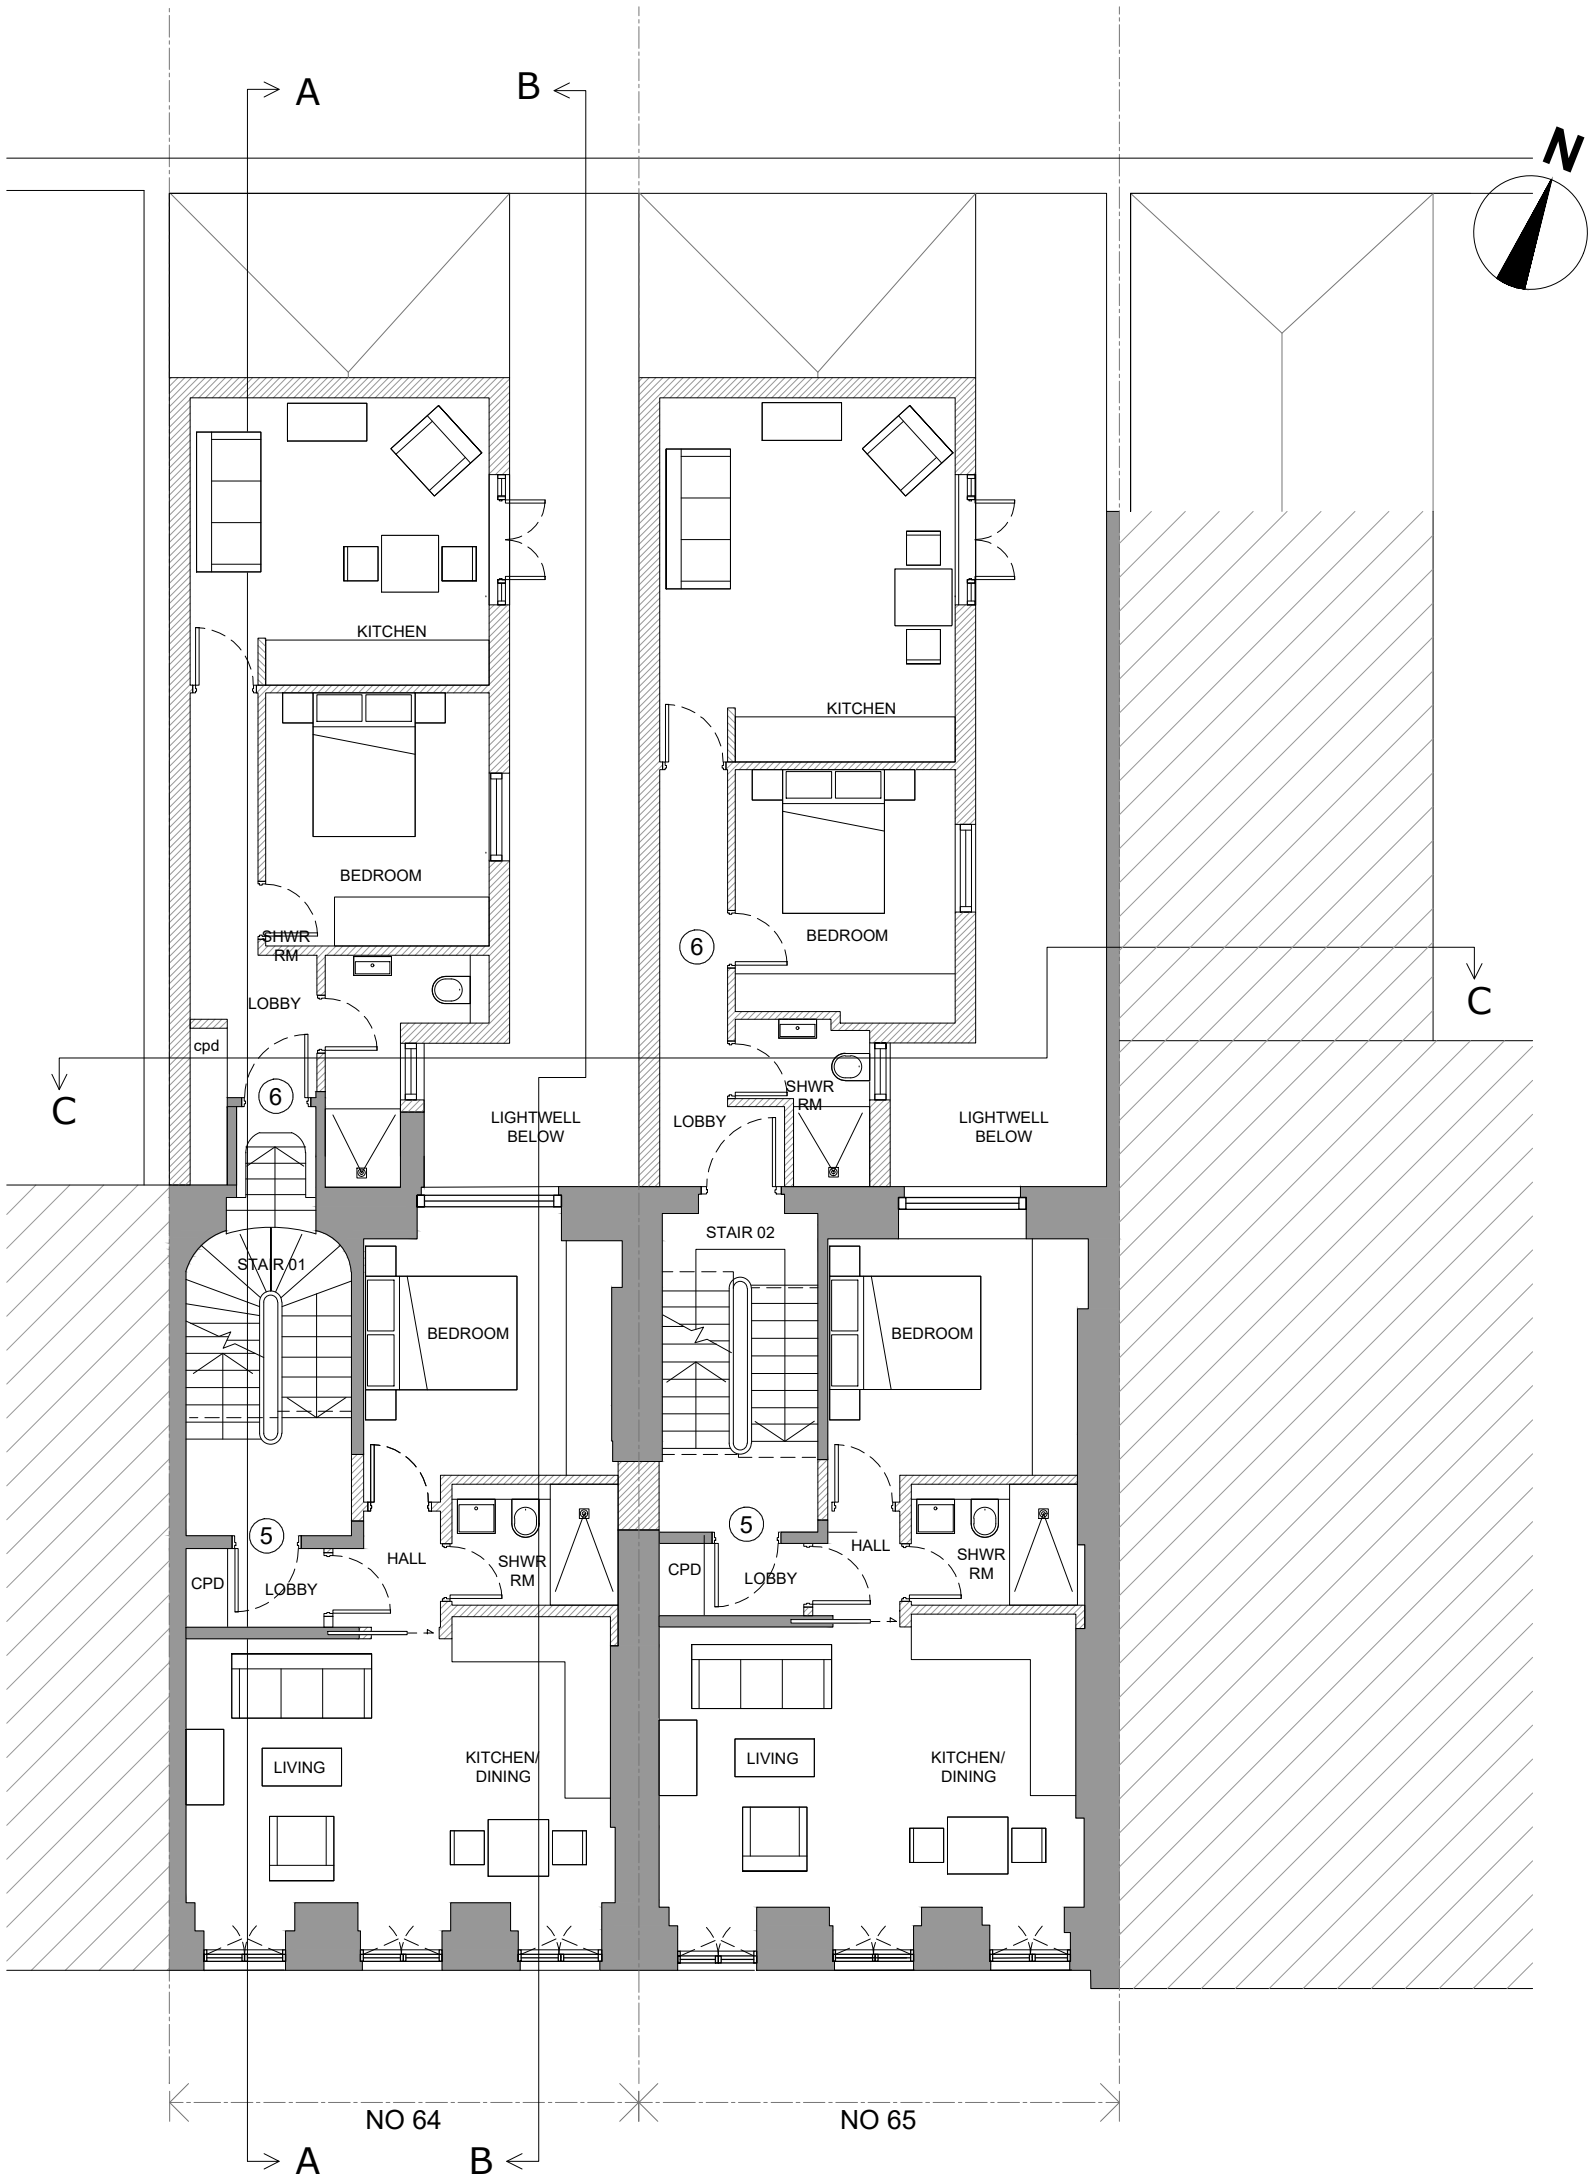 A
B
N
KITCHEN
KITCHEN
BEDROOM
BEDROOM
6
SHWR
RM
LOBBY
C
cpd
SHWR
RM
6
C
LIGHTWELL
BELOW
LOBBY
LIGHTWELL
BELOW
STAIR 02
STAIR 01
BEDROOM
BEDROOM
5
5
HALL
HALL
SHWR
RM
SHWR
RM
CPD
LOBBY
CPD
LOBBY
LIVING
KITCHEN/
DINING
LIVING
KITCHEN/
DINING
NO 64
NO 65
A
B